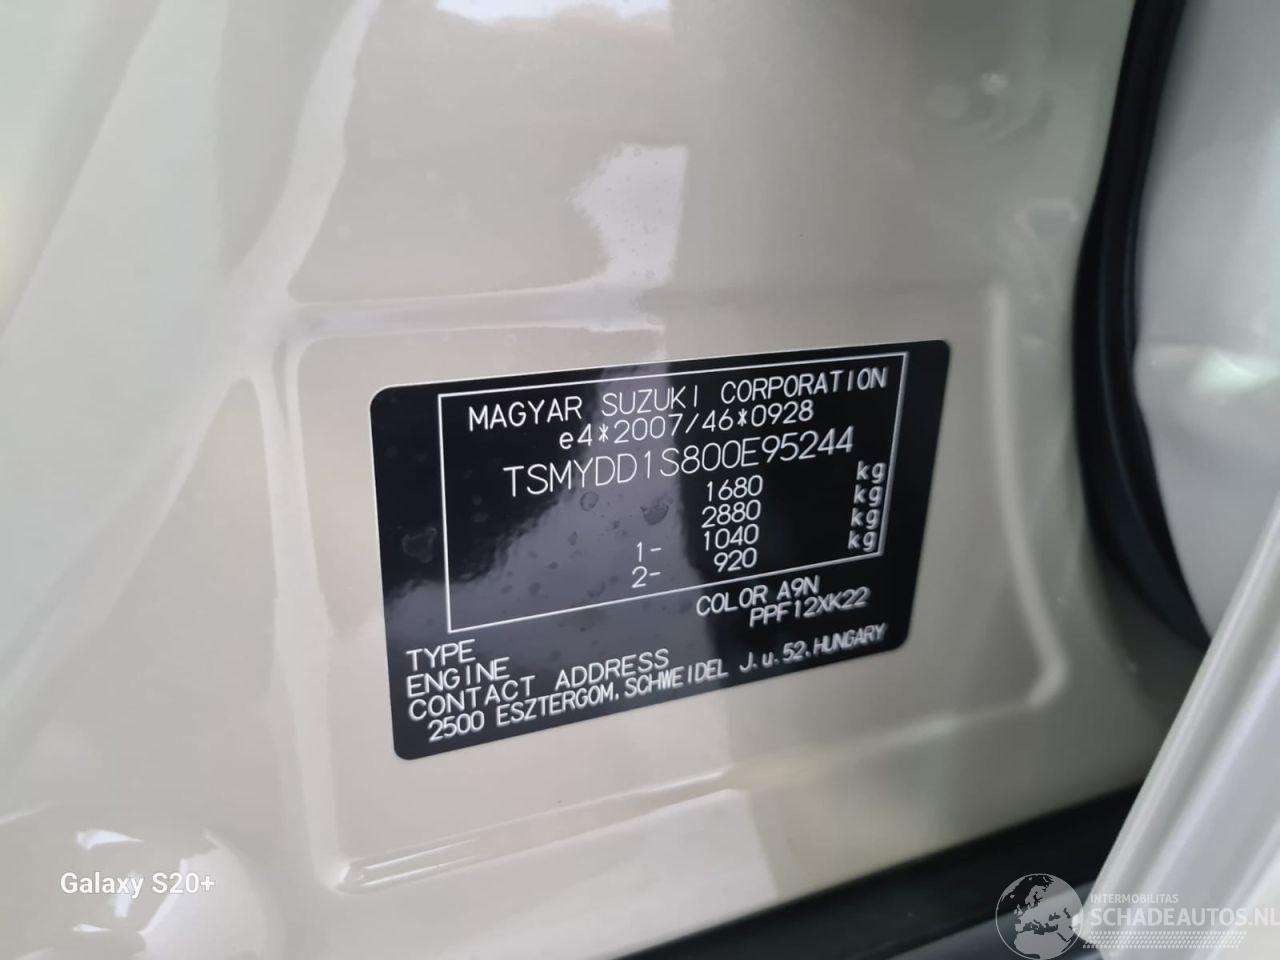 MAGYAR SUZUKI CORPORATION
e4*2007/46*0928
TSMYDD1S800E95244
1680 kg
2880 kg
1- 1040 kg
2- 920 kg
COLOR A9N
TYPE PPF12XK22
ENGINE
CONTACT ADDRESS
2500 ESZTERGOM, SCHWEIDEL J.u.52.HUNGARY
Galaxy S20+
INTERMOBILITAS
SCHADEAUTOS.NL